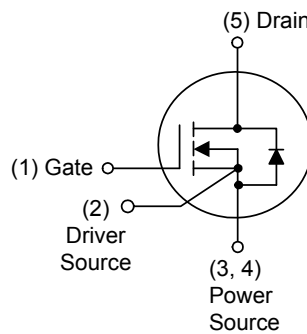 (5) Drain
(1) Gate
(2)
Driver
Source
(3, 4)
Power
Source